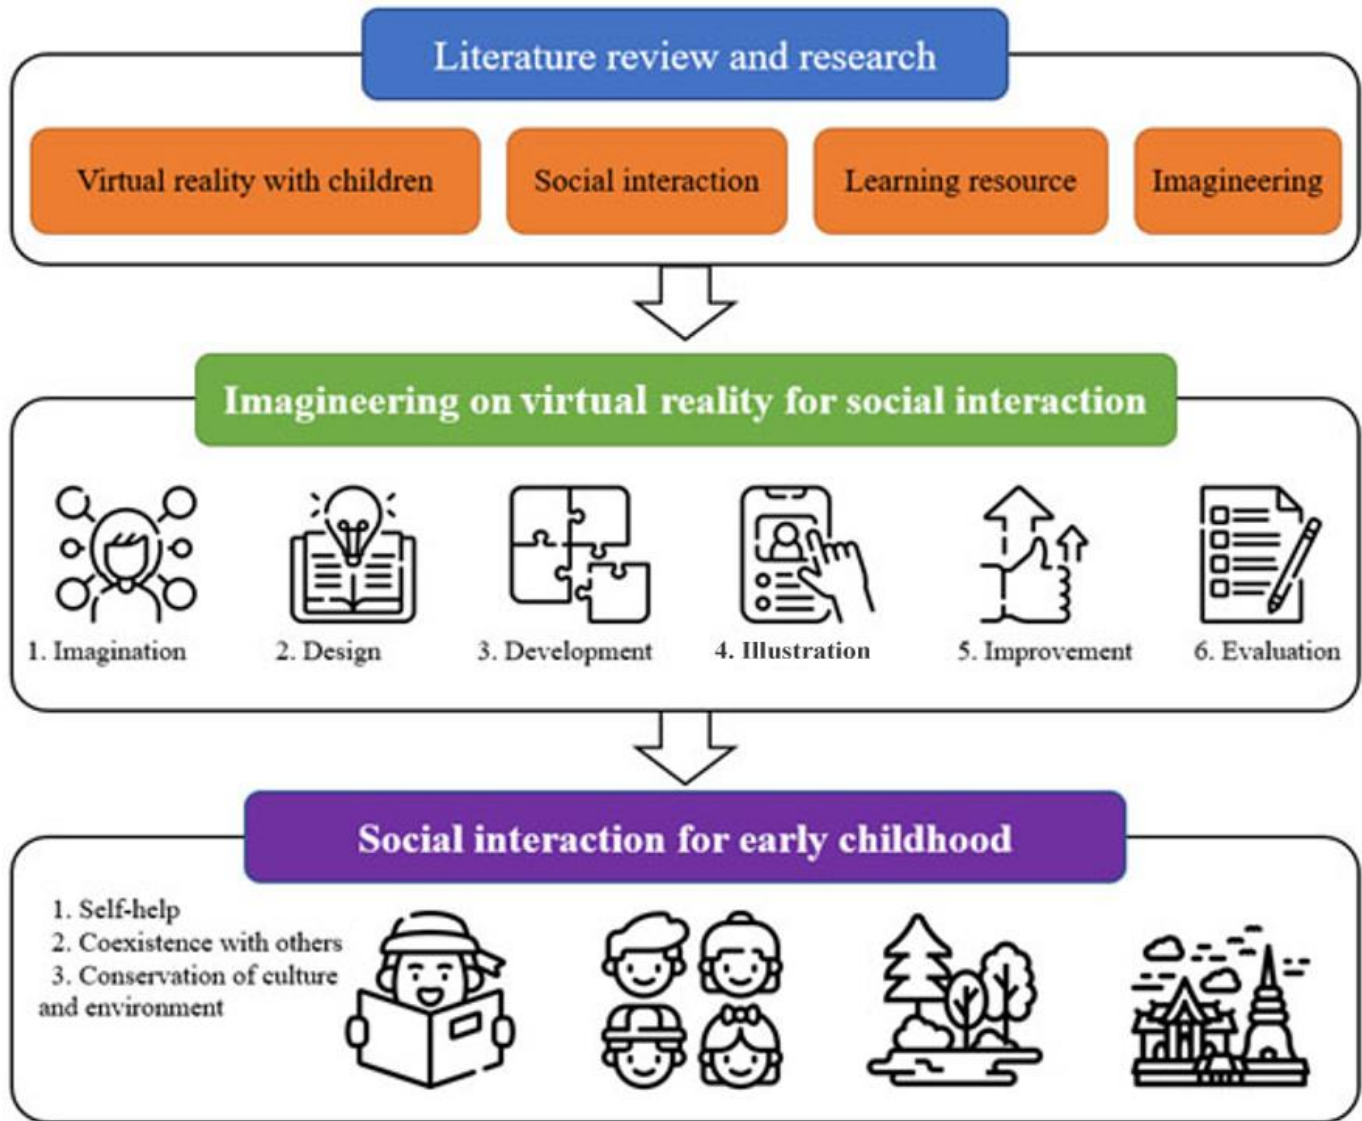 Literature review and research
Virtual reality with children
Social interaction
Learning resource
Imagineering
Imagineering on virtual reality for social interaction
1. Imagination
2. Design
3. Development
4. Illustration
5. Improvement
6. Evaluation
Social interaction for early childhood
1. Self-help
2. Coexistence with others
3. Conservation of culture
and environment